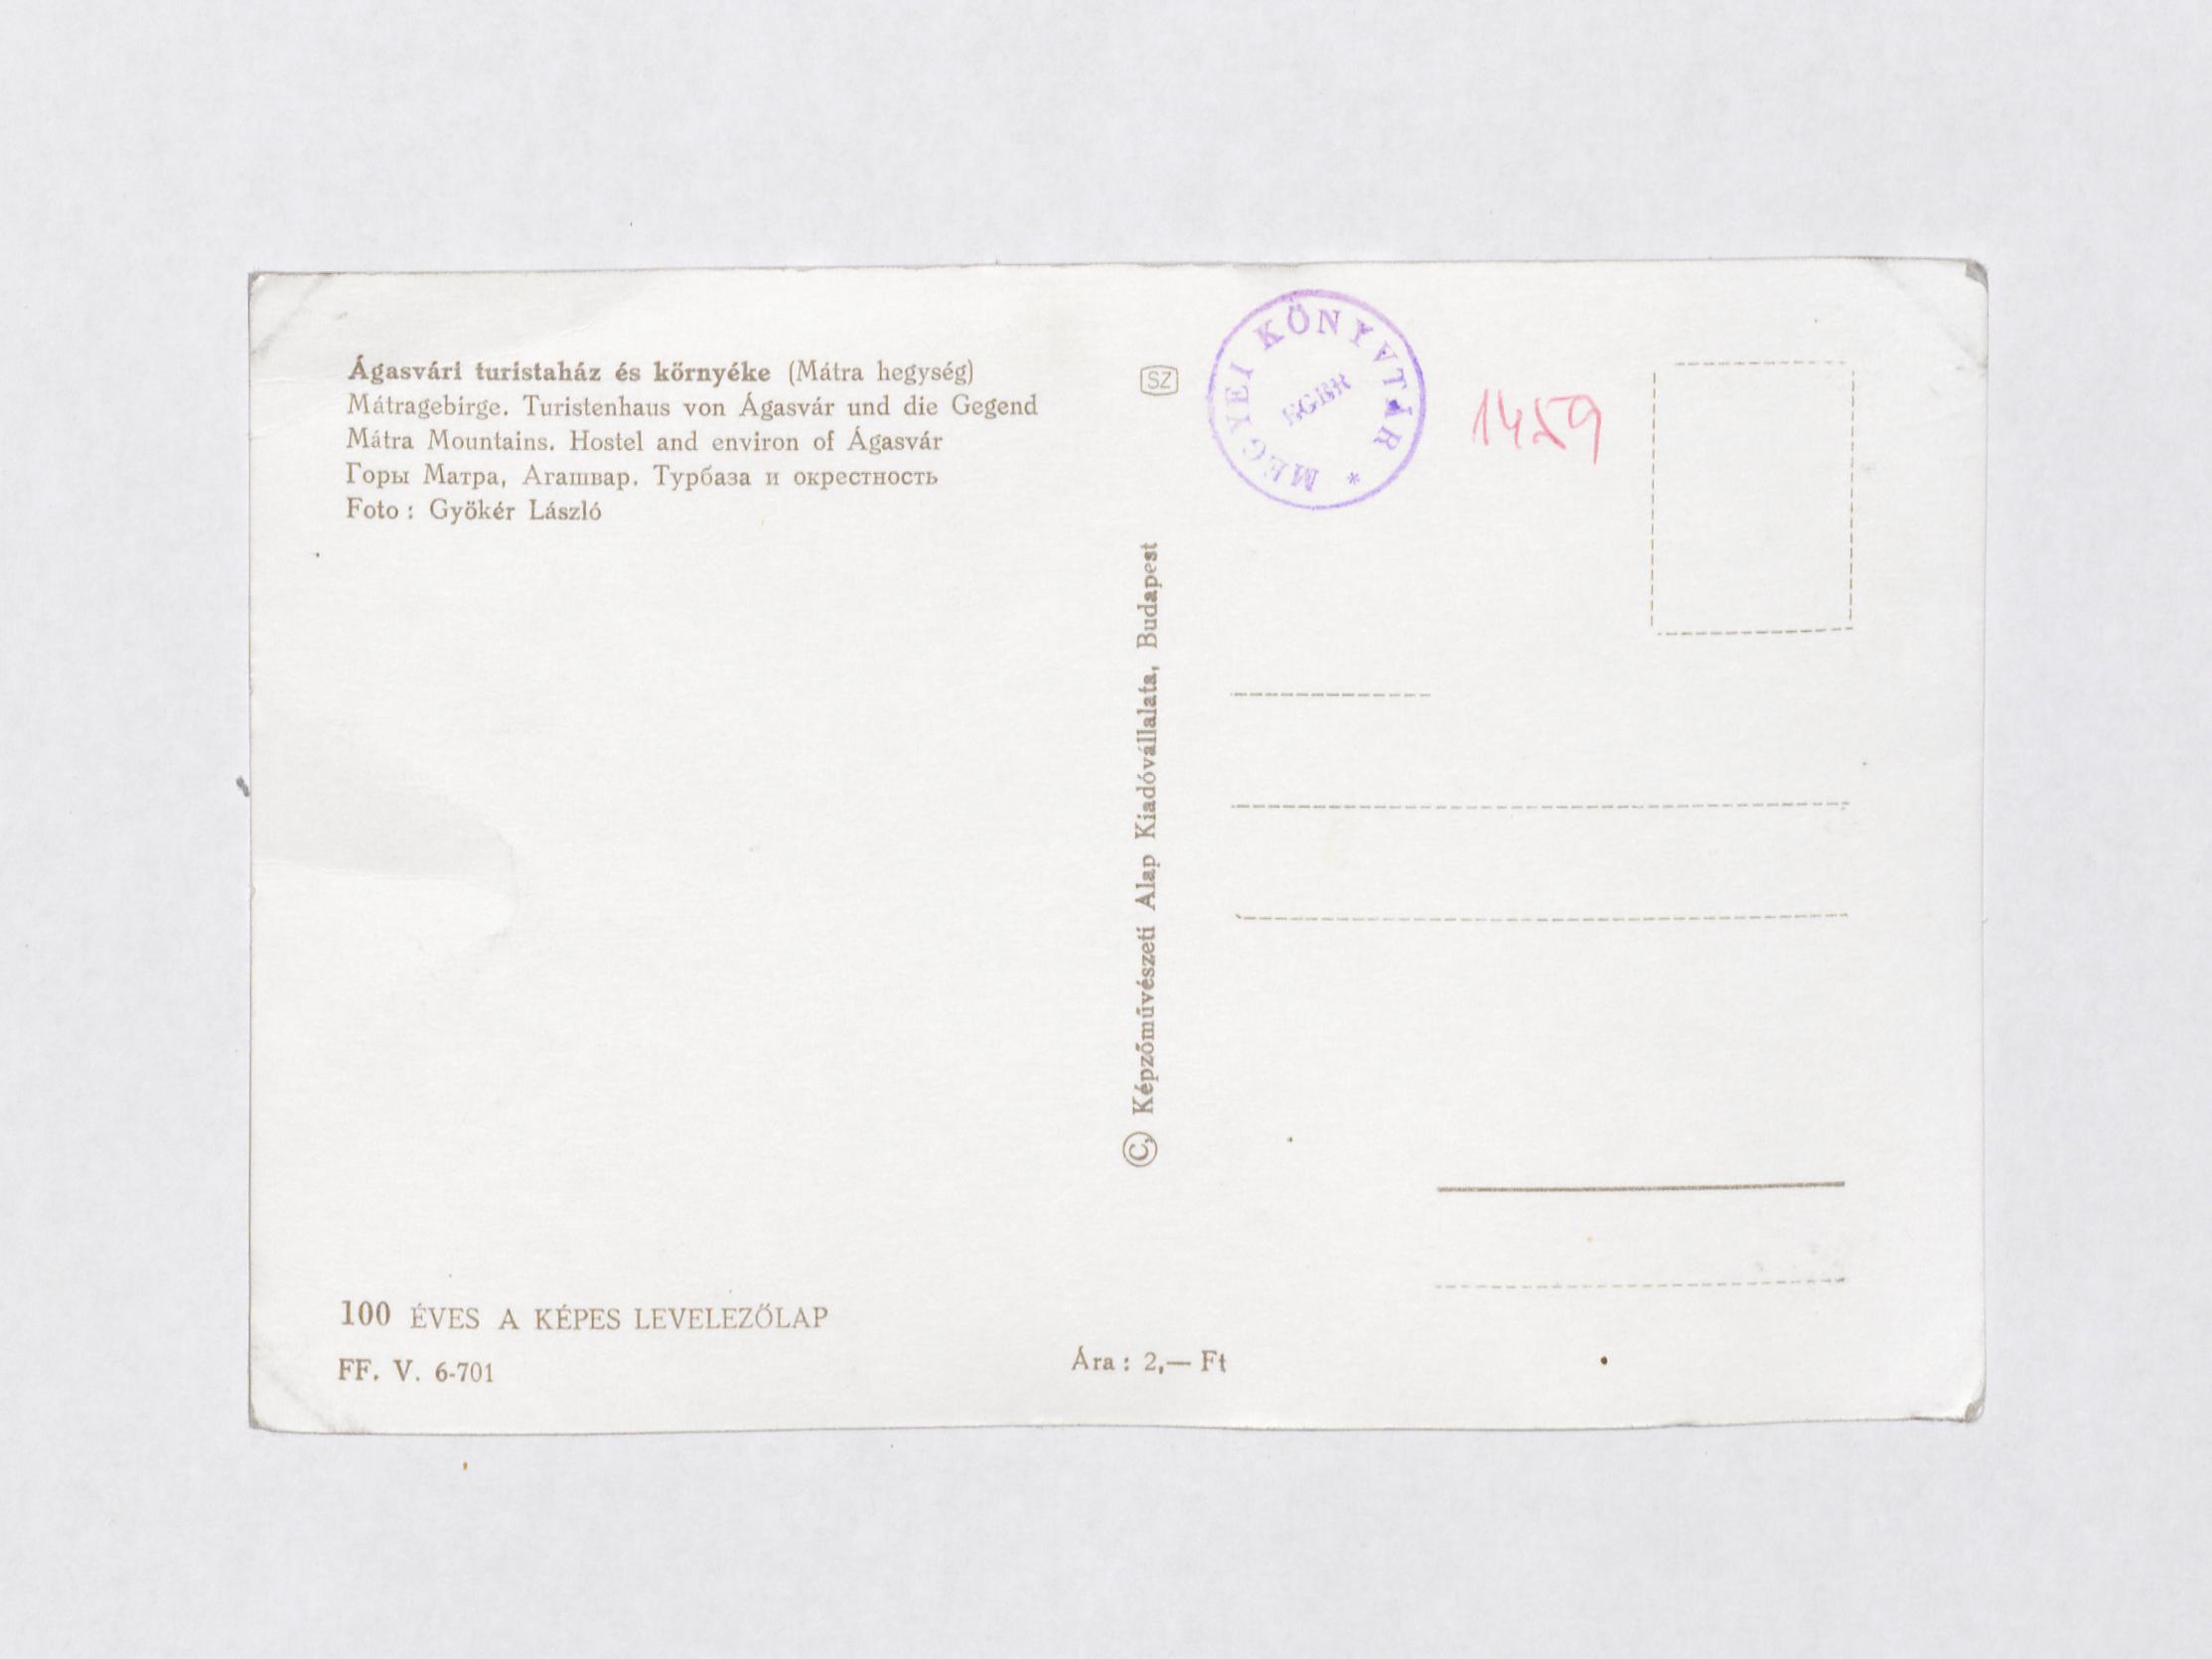 Ágasvári turistaház és környéke (Mátra hegység)
Mátragebirge. Turistenhaus von Ágasvár und die Gegend
Mátra Mountains. Hostel and environ of Ágasvár
Горы Матра, Агашвар. Турбаза и окрестность
Foto : Gyökér László
100 ÉVES A KÉPES LEVELEZŐLAP
FF. V. 6-701
SZ
© Képzőművészeti Alap Kiadóvállalata, Budapest
Ára : 2,— Ft
MEGYEI KÖNYVTÁR *
EGER
1459